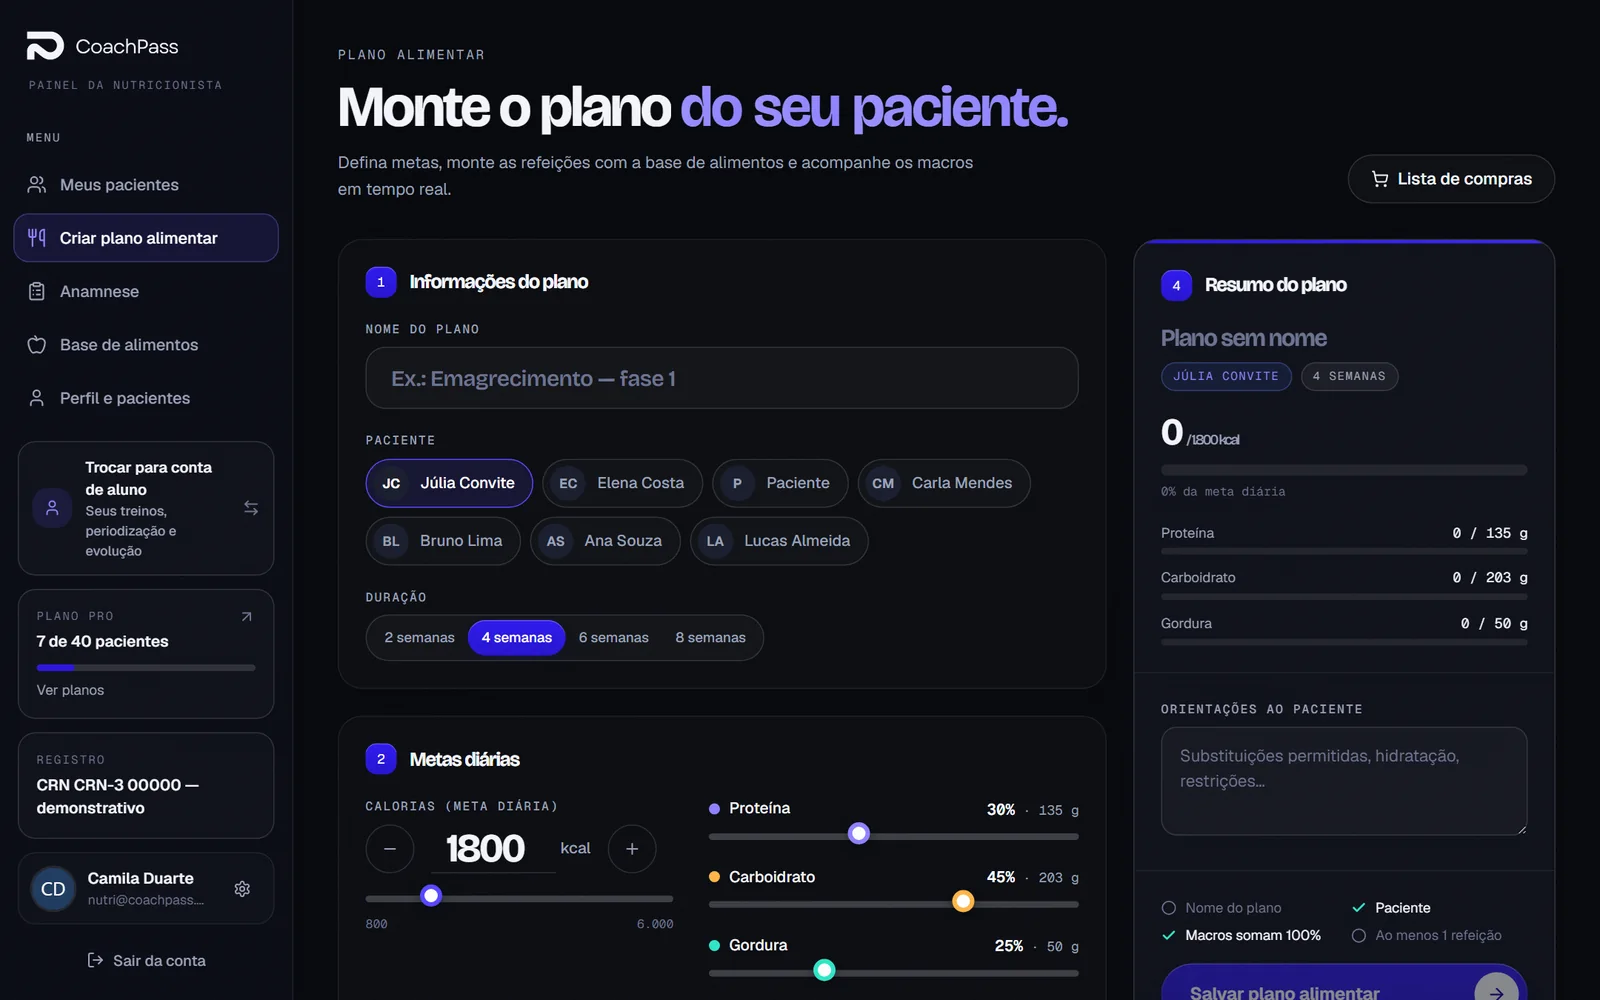 CoachPass
PAINEL DA NUTRICIONISTA
MENU
Meus pacientes
Criar plano alimentar
Anamnese
Base de alimentos
Perfil e pacientes
Trocar para conta
de aluno
Seus treinos,
periodização e
evolução
PLANO PRO
7 de 40 pacientes
Ver planos
REGISTRO
CRN CRN-3 00000 —
demonstrativo
CD
Camila Duarte
nutri@coachpass....
Sair da conta
PLANO ALIMENTAR
Monte o plano do seu paciente.
Defina metas, monte as refeições com a base de alimentos e acompanhe os macros
em tempo real.
Lista de compras
1 Informações do plano
NOME DO PLANO
Ex.: Emagrecimento — fase 1
PACIENTE
JC Júlia Convite
EC Elena Costa
P Paciente
CM Carla Mendes
BL Bruno Lima
AS Ana Souza
LA Lucas Almeida
DURAÇÃO
2 semanas 4 semanas 6 semanas 8 semanas
2 Metas diárias
CALORIAS (META DIÁRIA)
1800 kcal
800 6.000
Proteína 30% · 135 g
Carboidrato 45% · 203 g
Gordura 25% · 50 g
4 Resumo do plano
Plano sem nome
JÚLIA CONVITE 4 SEMANAS
0 /1800 kcal
0% da meta diária
Proteína 0 / 135 g
Carboidrato 0 / 203 g
Gordura 0 / 50 g
ORIENTAÇÕES AO PACIENTE
Substituições permitidas, hidratação,
restrições...
Nome do plano Paciente
Macros somam 100% Ao menos 1 refeição
Salvar plano alimentar